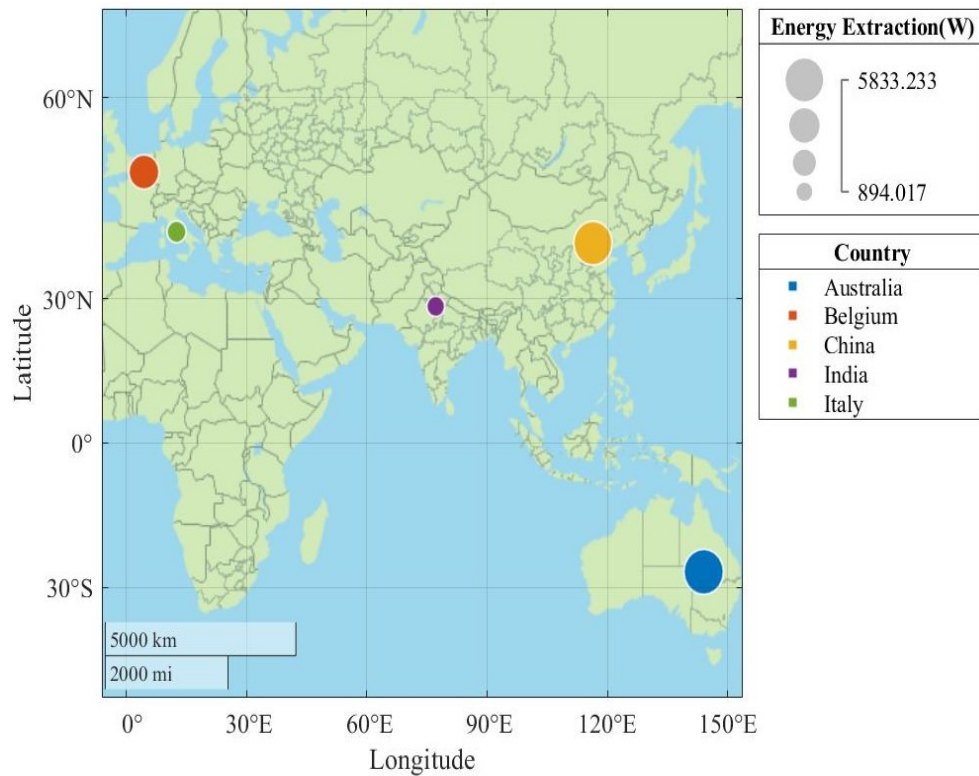 Energy Extraction(W)
5833.233
894.017
Country
Australia
Belgium
China
India
Italy
60°N
30°N
0°
30°S
Latitude
5000 km
2000 mi
0°
30°E
60°E
90°E
120°E
150°E
Longitude